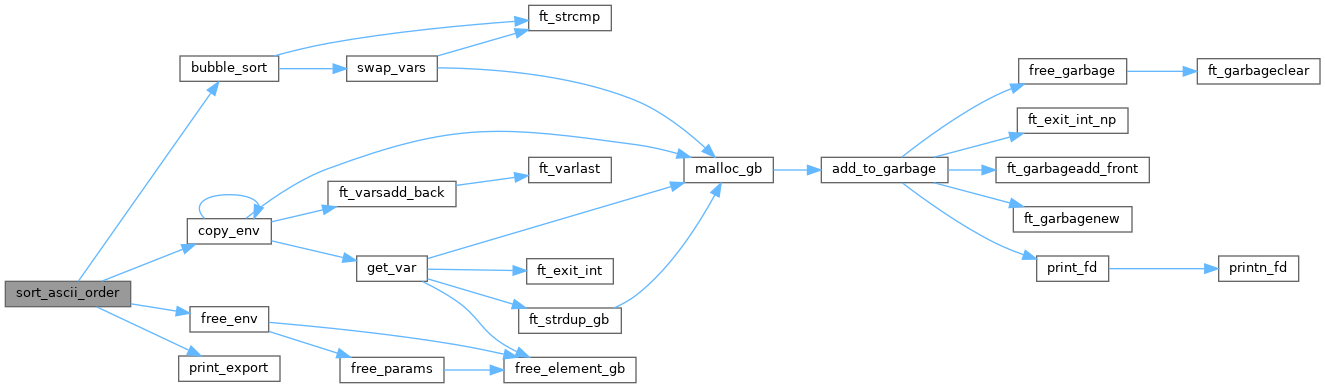 ft_strcmp
bubble_sort
swap_vars
free_garbage
ft_garbageclear
ft_exit_int_np
ft_varlast
malloc_gb
add_to_garbage
ft_garbageadd_front
ft_varsadd_back
ft_garbagenew
copy_env
get_var
ft_exit_int
print_fd
printn_fd
sort_ascii_order
free_env
ft_strdup_gb
print_export
free_params
free_element_gb